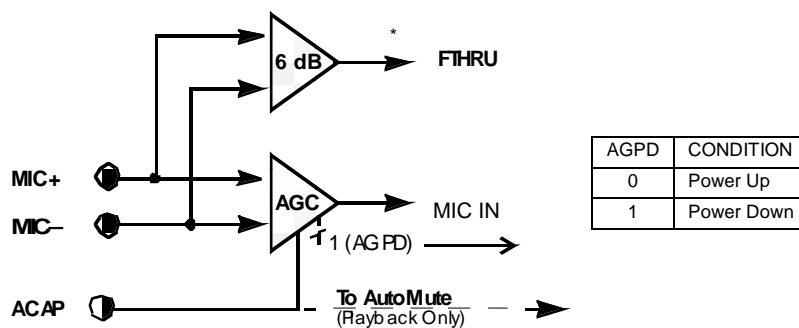 *
6 dB
FTHRU
MIC+
AGC
MIC IN
MIC–
1 (AGPD)
ACAP
To AutoMute
(Playback Only)
AGPD CONDITION
0 Power Up
1 Power Down